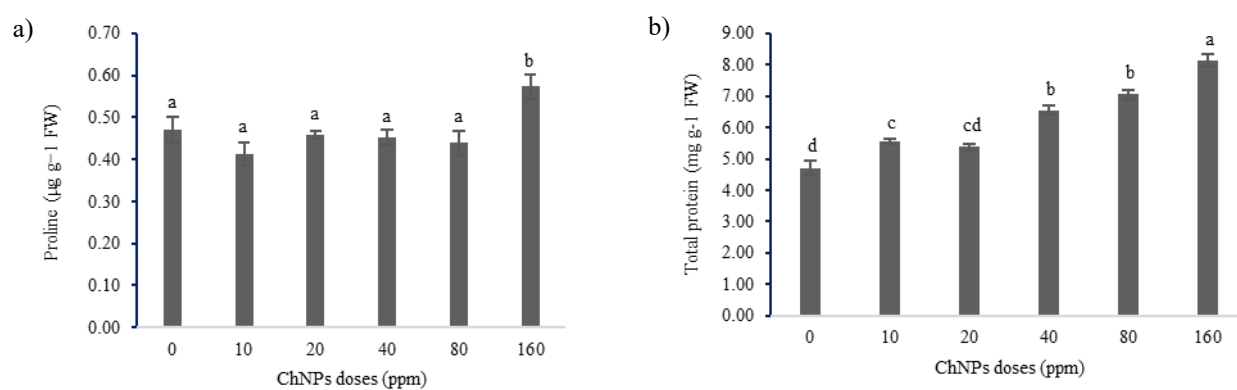 a)
Proline (µg g–1 FW)
0.70
0.60
0.50
0.40
0.30
0.20
0.10
0.00
a
a
a
a
a
b
0 10 20 40 80 160
ChNPs doses (ppm)
b)
Total protein (mg g-1 FW)
9.00
8.00
7.00
6.00
5.00
4.00
3.00
2.00
1.00
0.00
d
c
cd
b
b
a
0 10 20 40 80 160
ChNPs doses (ppm)